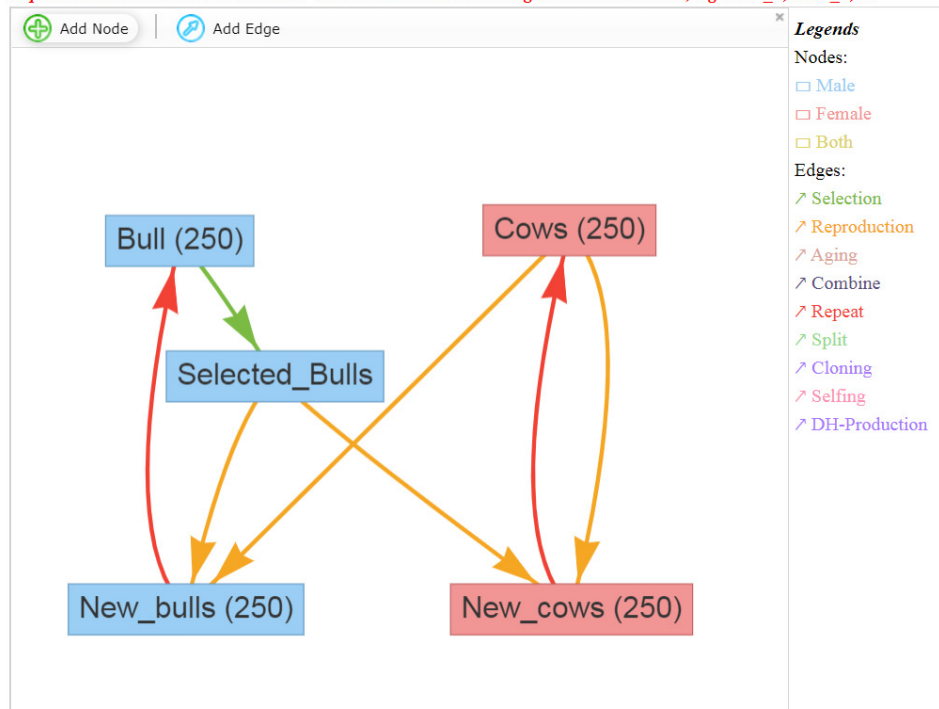 Add Node
Add Edge
×
Legends
Nodes:
Male
Female
Both
Edges:
Selection
Reproduction
Aging
Combine
Repeat
Split
Cloning
Selfing
DH-Production
Bull (250)
Cows (250)
Selected_Bulls
New_bulls (250)
New_cows (250)